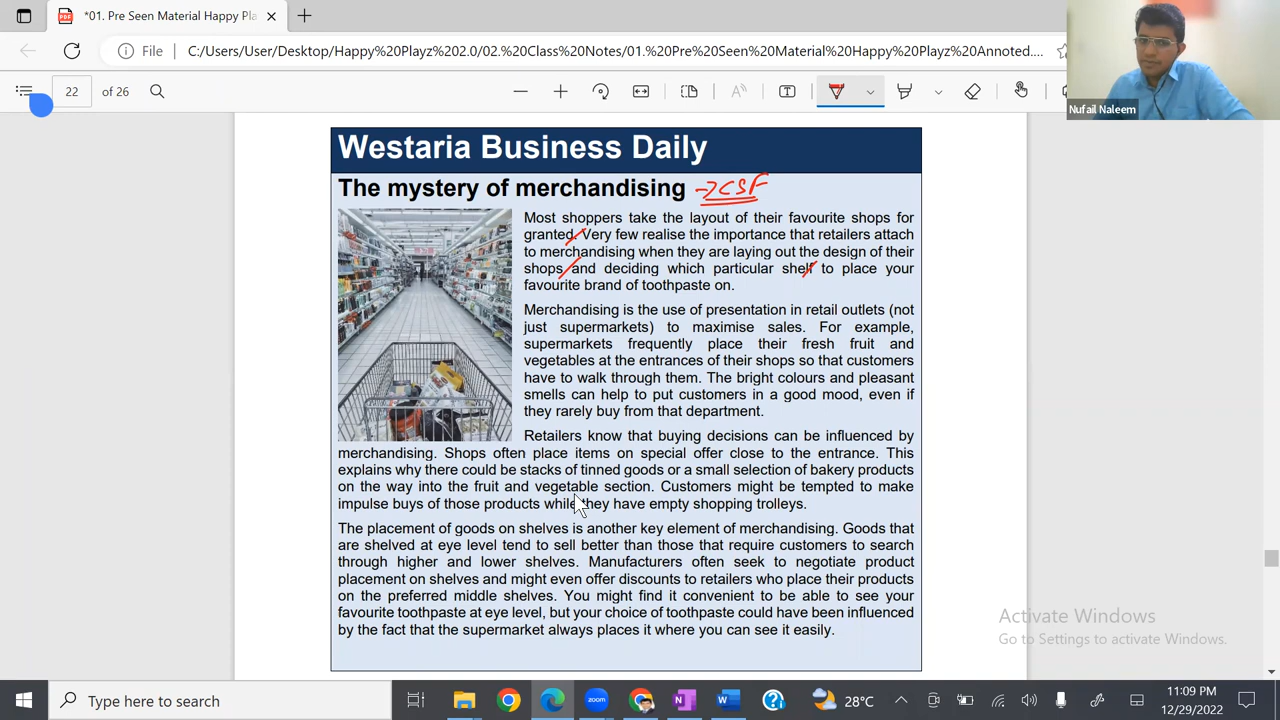 *01. Pre Seen Material Happy Pla
File
C:/Users/User/Desktop/Happy%20Playz%202.0/02.%20Class%20Notes/01.%20Pre%20Seen%20Material%20Happy%20Playz%20Annoted....
22 of 26
Nufail Naleem
Westaria Business Daily
The mystery of merchandising → CSF
Most shoppers take the layout of their favourite shops for
granted. Very few realise the importance that retailers attach
to merchandising when they are laying out the design of their
shops and deciding which particular shelf to place your
favourite brand of toothpaste on.
Merchandising is the use of presentation in retail outlets (not
just supermarkets) to maximise sales. For example,
supermarkets frequently place their fresh fruit and
vegetables at the entrances of their shops so that customers
have to walk through them. The bright colours and pleasant
smells can help to put customers in a good mood, even if
they rarely buy from that department.
Retailers know that buying decisions can be influenced by
merchandising. Shops often place items on special offer close to the entrance. This
explains why there could be stacks of tinned goods or a small selection of bakery products
on the way into the fruit and vegetable section. Customers might be tempted to make
impulse buys of those products while they have empty shopping trolleys.
The placement of goods on shelves is another key element of merchandising. Goods that
are shelved at eye level tend to sell better than those that require customers to search
through higher and lower shelves. Manufacturers often seek to negotiate product
placement on shelves and might even offer discounts to retailers who place their products
on the preferred middle shelves. You might find it convenient to be able to see your
favourite toothpaste at eye level, but your choice of toothpaste could have been influenced
by the fact that the supermarket always places it where you can see it easily.
Activate Windows
Go to Settings to activate Windows.
Type here to search
28°C
11:09 PM
12/29/2022